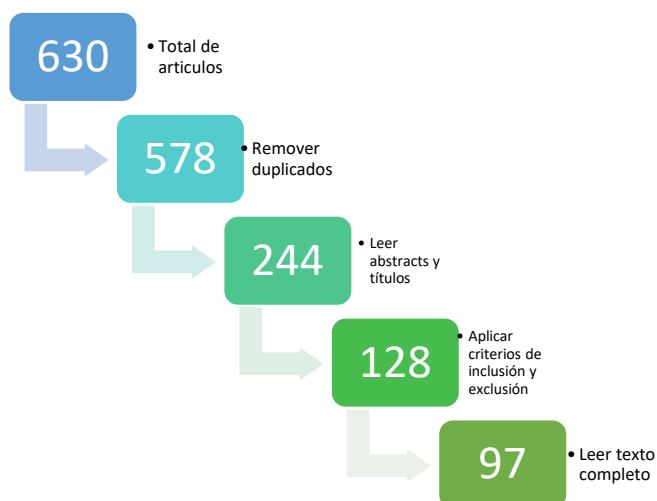 630
• Total de
articulos
578
• Remover
duplicados
244
• Leer
abstracts y
títulos
128
• Aplicar
criterios de
inclusión y
exclusión
97
• Leer texto
completo